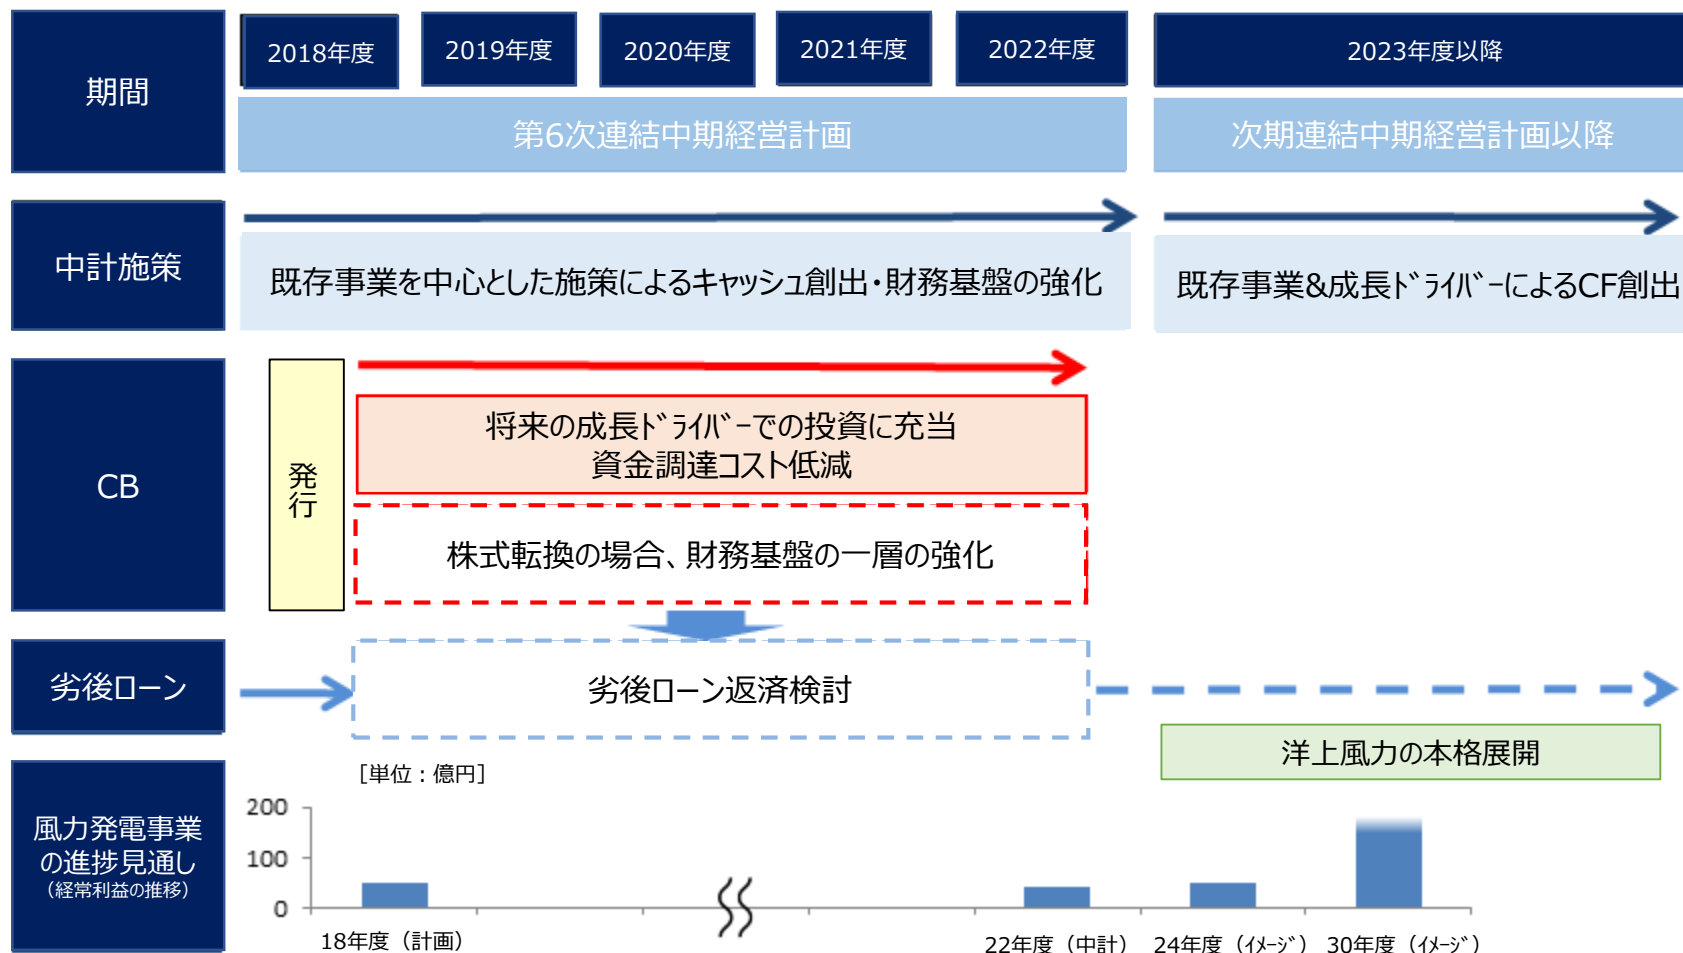 期間
2018年度
2019年度
2020年度
2021年度
2022年度
2023年度以降
第6次連結中期経営計画
次期連結中期経営計画以降
中計施策
既存事業を中心とした施策によるキャッシュ創出・財務基盤の強化
既存事業&成長ﾄﾞﾗｲﾊﾞｰによるCF創出
CB
発行
将来の成長ﾄﾞﾗｲﾊﾞｰでの投資に充当
資金調達コスト低減
株式転換の場合、財務基盤の一層の強化
劣後ローン
劣後ローン返済検討
洋上風力の本格展開
風力発電事業
の進捗見通し
（経常利益の推移）
［単位：億円］
200
100
0
18年度（計画）
22年度（中計）
24年度（ｲﾒｰｼﾞ）
30年度（ｲﾒｰｼﾞ）